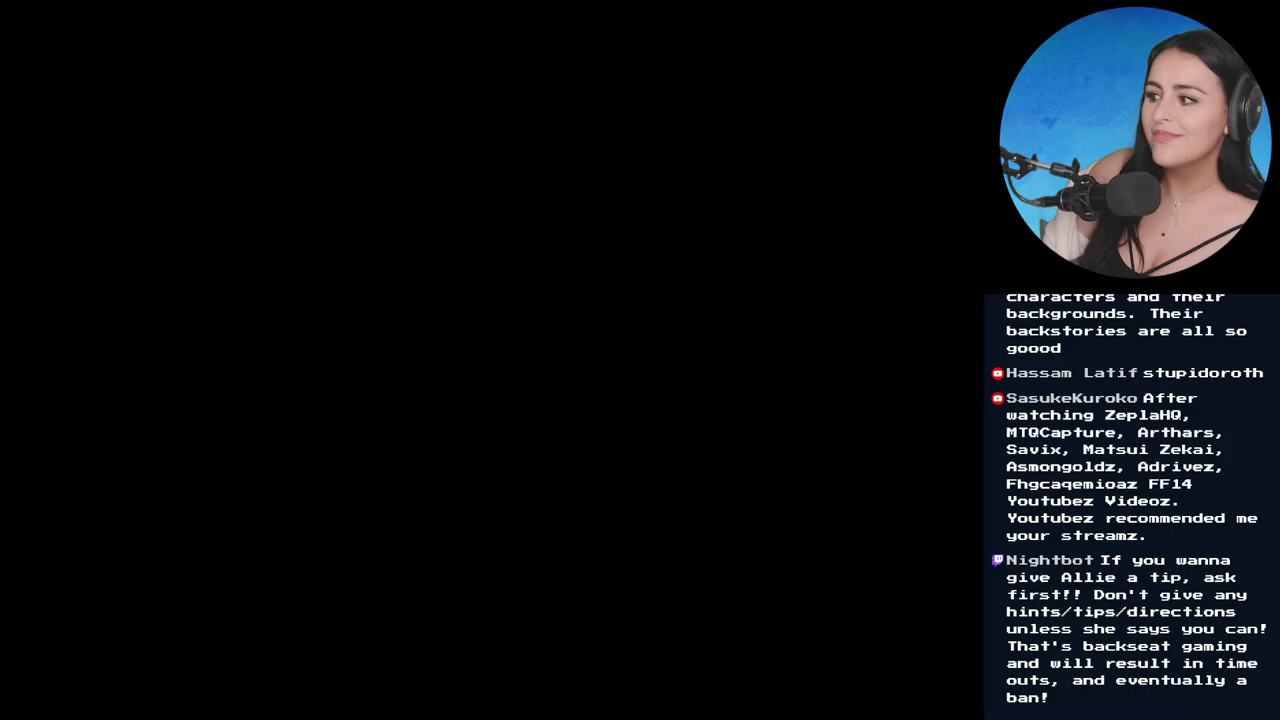 characters and their
backgrounds. Their
backstories are all so
goood
Hassam Latif stupidoroth
SasukeKuroko After
watching ZeplaHQ,
MTQCapture, Arthars,
Savix, Matsui Zekai,
Asmongoldz, Adrivez,
Fhgcaqemioaz FF14
Youtubez Videoz.
Youtubez recommended me
your streamz.
Nightbot If you wanna
give Allie a tip, ask
first!! Don't give any
hints/tips/directions
unless she says you can!
That's backseat gaming
and will result in time
outs, and eventually a
ban!